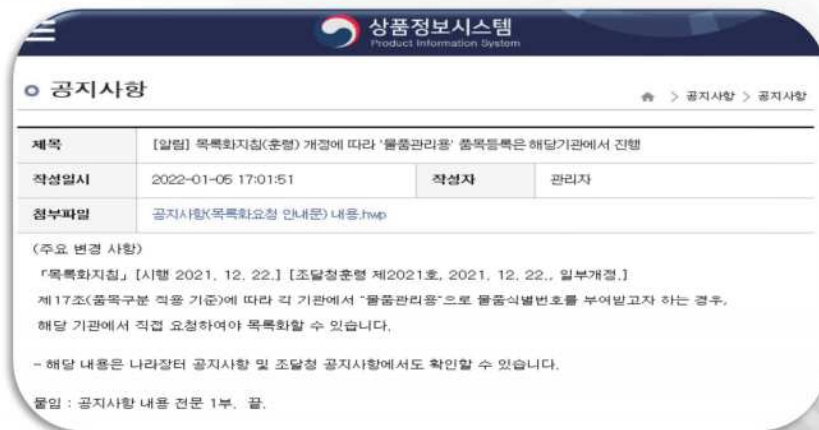 상품정보시스템
Product Information System
공지사항
> 공지사항 > 공지사항
제목 [알림] 목록화지침(훈령) 개정에 따라 '물품관리용' 품목등록은 해당기관에서 진행
작성일시 2022-01-05 17:01:51 작성자 관리자
첨부파일 공지사항(목록화요청 안내문) 내용.hwp
(주요 변경 사항)
「목록화지침」[시행 2021. 12. 22.] [조달청훈령 제2021호, 2021. 12. 22., 일부개정.]
제17조(품목구분 적용 기준)에 따라 각 기관에서 "물품관리용"으로 물품식별번호를 부여받고자 하는 경우,
해당 기관에서 직접 요청하여야 목록화할 수 있습니다.
- 해당 내용은 나라장터 공지사항 및 조달청 공지사항에서도 확인할 수 있습니다.
붙임 : 공지사항 내용 전문 1부. 끝.